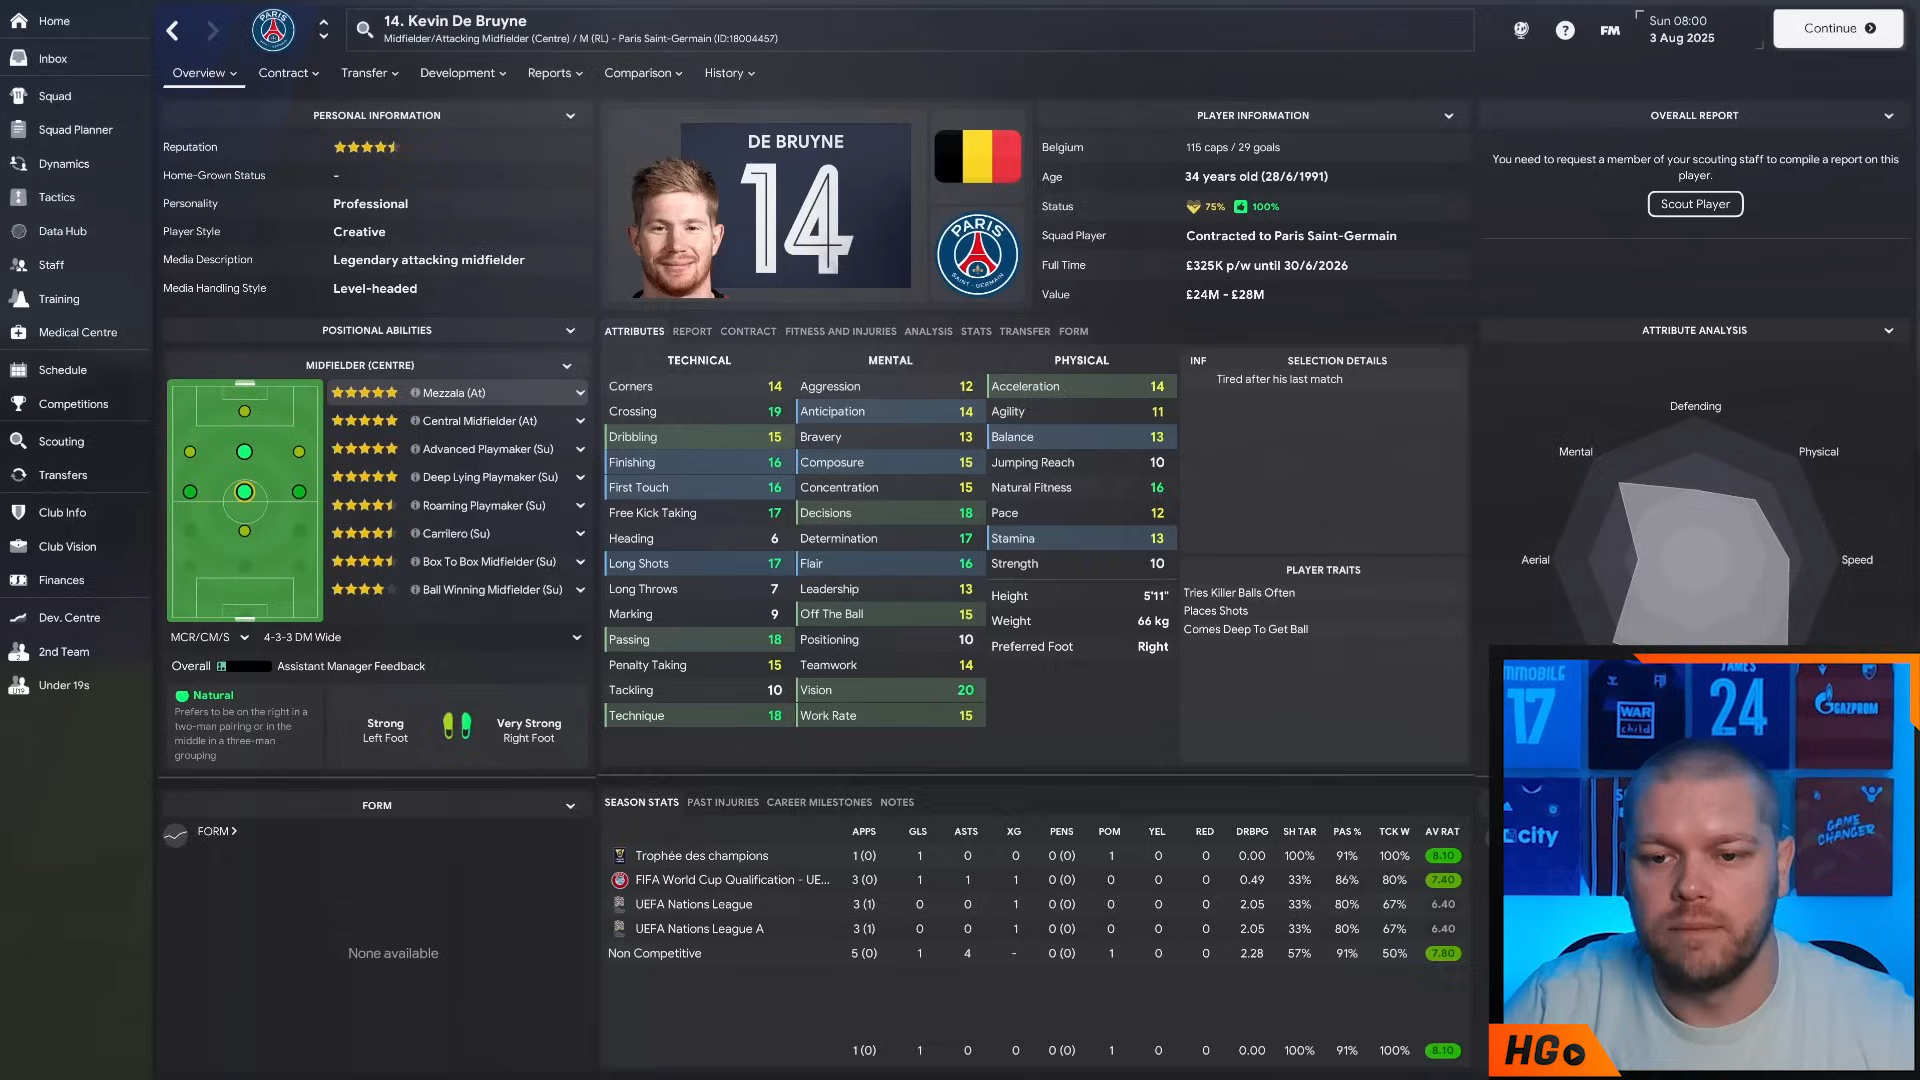 Home
Inbox
Squad
Squad Planner
Dynamics
Tactics
Data Hub
Staff
Training
Medical Centre
Schedule
Competitions
Scouting
Transfers
Club Info
Club Vision
Finances
Dev. Centre
2nd Team
Under 19s
14. Kevin De Bruyne
Midfielder/Attacking Midfielder (Centre) / M (RL) - Paris Saint-Germain (ID:18004457)
FM
Sun 08:00
3 Aug 2025
Continue
Overview Contract Transfer Development Reports Comparison History
PERSONAL INFORMATION
Reputation
Home-Grown Status -
Personality Professional
Player Style Creative
Media Description Legendary attacking midfielder
Media Handling Style Level-headed
DE BRUYNE
14
PARIS
SAINT-GERMAIN
PLAYER INFORMATION
Belgium 115 caps / 29 goals
Age 34 years old (28/6/1991)
Status 75% 100%
Squad Player Contracted to Paris Saint-Germain
Full Time £325K p/w until 30/6/2026
Value £24M - £28M
OVERALL REPORT
You need to request a member of your scouting staff to compile a report on this
player.
Scout Player
POSITIONAL ABILITIES
MIDFIELDER (CENTRE)
Mezzala (At)
Central Midfielder (At)
Advanced Playmaker (Su)
Deep Lying Playmaker (Su)
Roaming Playmaker (Su)
Carrilero (Su)
Box To Box Midfielder (Su)
Ball Winning Midfielder (Su)
MCR/CM/S 4-3-3 DM Wide
Overall Assistant Manager Feedback
Natural
Prefers to be on the right in a
two-man pairing or in the
middle in a three-man
grouping
Strong
Left Foot
Very Strong
Right Foot
ATTRIBUTES REPORT CONTRACT FITNESS AND INJURIES ANALYSIS STATS TRANSFER FORM
TECHNICAL
Corners 14
Crossing 19
Dribbling 15
Finishing 16
First Touch 16
Free Kick Taking 17
Heading 6
Long Shots 17
Long Throws 7
Marking 9
Passing 18
Penalty Taking 15
Tackling 10
Technique 18
MENTAL
Aggression 12
Anticipation 14
Bravery 13
Composure 15
Concentration 15
Decisions 18
Determination 17
Flair 16
Leadership 13
Off The Ball 15
Positioning 10
Teamwork 14
Vision 20
Work Rate 15
PHYSICAL
Acceleration 14
Agility 11
Balance 13
Jumping Reach 10
Natural Fitness 16
Pace 12
Stamina 13
Strength 10
Height 5'11"
Weight 66 kg
Preferred Foot Right
INF SELECTION DETAILS
Tired after his last match
PLAYER TRAITS
Tries Killer Balls Often
Places Shots
Comes Deep To Get Ball
ATTRIBUTE ANALYSIS
Defending
Mental
Physical
Aerial
Speed
FORM
FORM
None available
SEASON STATS PAST INJURIES CAREER MILESTONES NOTES
APPS GLS ASTS XG PENS POM YEL RED DRBPG SH TAR PAS % TCK W AV RAT
Trophée des champions 1 (0) 1 0 0 0 (0) 1 0 0 0.00 100% 91% 100% 8.10
FIFA World Cup Qualification - UE... 3 (0) 1 1 1 0 (0) 0 0 0 0.49 33% 86% 80% 7.40
UEFA Nations League 3 (1) 0 0 1 0 (0) 0 0 0 2.05 33% 80% 67% 6.40
UEFA Nations League A 3 (1) 0 0 1 0 (0) 0 0 0 2.05 33% 80% 67% 6.40
Non Competitive 5 (0) 1 4 - 0 (0) 1 0 0 2.28 57% 91% 50% 7.80
1 (0) 1 0 0 0 (0) 1 0 0 0.00 100% 91% 100% 8.10
MMOBILE
17
WAR
child
JAMES
24
GAZPROM
city
GAME
CHANGER
HG